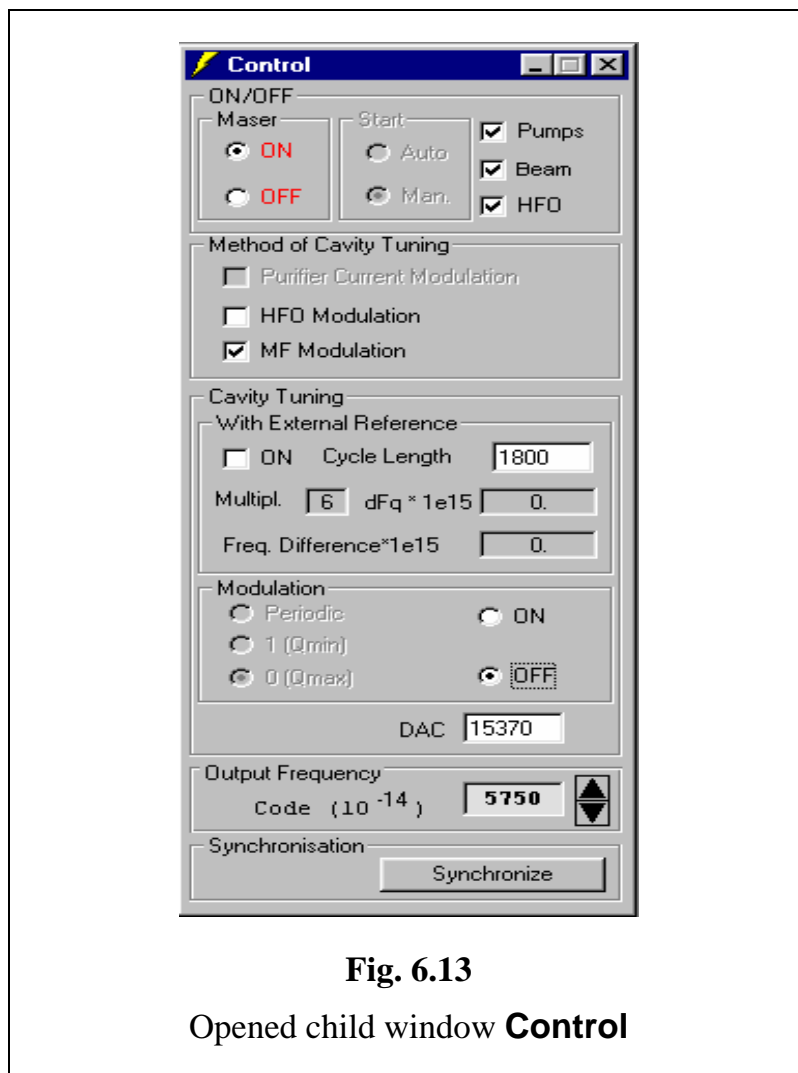 Control
ON/OFF
Maser
ON
OFF
Start
Auto
Man.
Pumps
Beam
HFO
Method of Cavity Tuning
Purifier Current Modulation
HFO Modulation
MF Modulation
Cavity Tuning
With External Reference
ON Cycle Length 1800
Multipl. 6 dFq * 1e15 0.
Freq. Difference*1e15 0.
Modulation
Periodic ON
1 (Qmin)
0 (Qmax) OFF
DAC 15370
Output Frequency
Code (10 -14) 5750
Synchronisation
Synchronize
Fig. 6.13
Opened child window Control